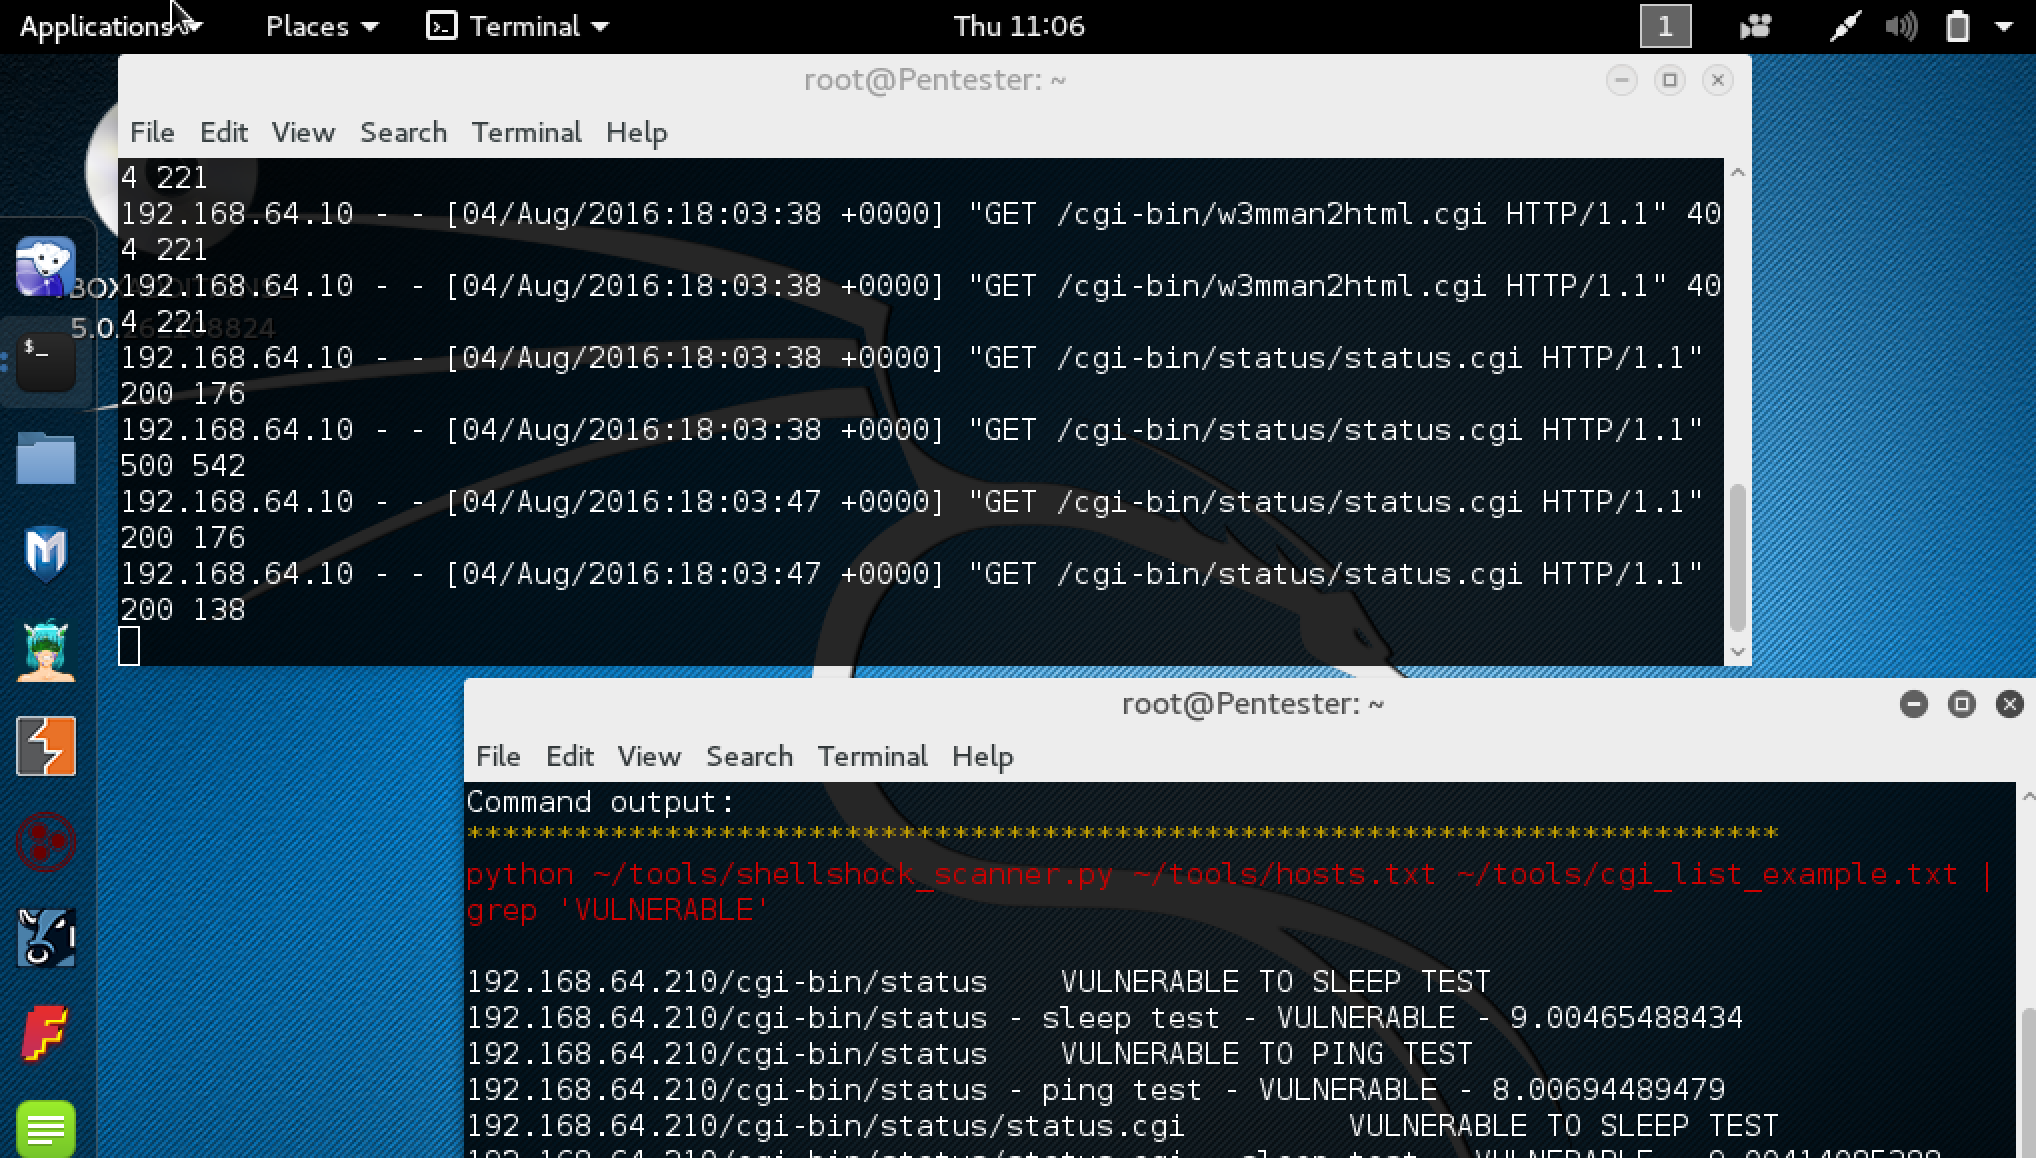 Applications Places Terminal Thu 11:06 1
root@Pentester: ~
File Edit View Search Terminal Help
4 221
192.168.64.10 - - [04/Aug/2016:18:03:38 +0000] "GET /cgi-bin/w3mman2html.cgi HTTP/1.1" 40
4 221
192.168.64.10 - - [04/Aug/2016:18:03:38 +0000] "GET /cgi-bin/w3mman2html.cgi HTTP/1.1" 40
4 221
192.168.64.10 - - [04/Aug/2016:18:03:38 +0000] "GET /cgi-bin/status/status.cgi HTTP/1.1"
200 176
192.168.64.10 - - [04/Aug/2016:18:03:38 +0000] "GET /cgi-bin/status/status.cgi HTTP/1.1"
500 542
192.168.64.10 - - [04/Aug/2016:18:03:47 +0000] "GET /cgi-bin/status/status.cgi HTTP/1.1"
200 176
192.168.64.10 - - [04/Aug/2016:18:03:47 +0000] "GET /cgi-bin/status/status.cgi HTTP/1.1"
200 138
root@Pentester: ~
File Edit View Search Terminal Help
Command output:
*************************************************************************
python ~/tools/shellshock_scanner.py ~/tools/hosts.txt ~/tools/cgi_list_example.txt |
grep 'VULNERABLE'
192.168.64.210/cgi-bin/status VULNERABLE TO SLEEP TEST
192.168.64.210/cgi-bin/status - sleep test - VULNERABLE - 9.00465488434
192.168.64.210/cgi-bin/status VULNERABLE TO PING TEST
192.168.64.210/cgi-bin/status - ping test - VULNERABLE - 8.00694489479
192.168.64.210/cgi-bin/status/status.cgi VULNERABLE TO SLEEP TEST